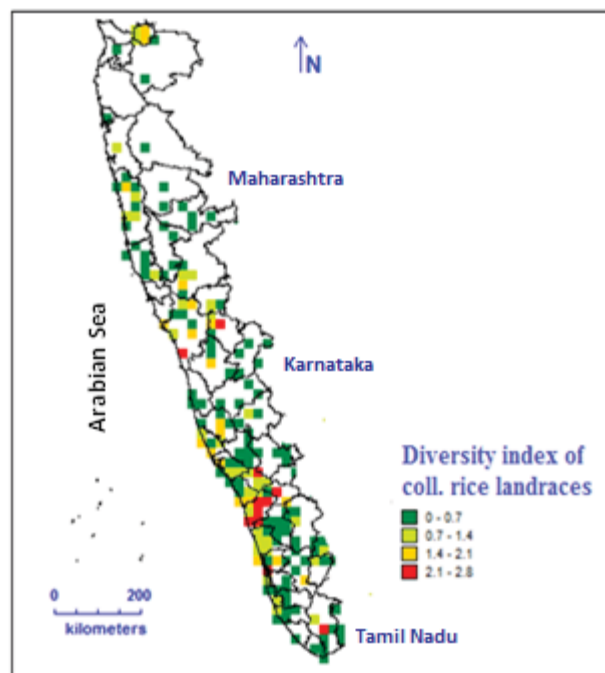 N
Maharashtra
Arabian Sea
Karnataka
Diversity index of
coll. rice landraces
0 - 0.7
0.7 - 1.4
1.4 - 2.1
2.1 - 2.8
0 200
kilometers
Tamil Nadu